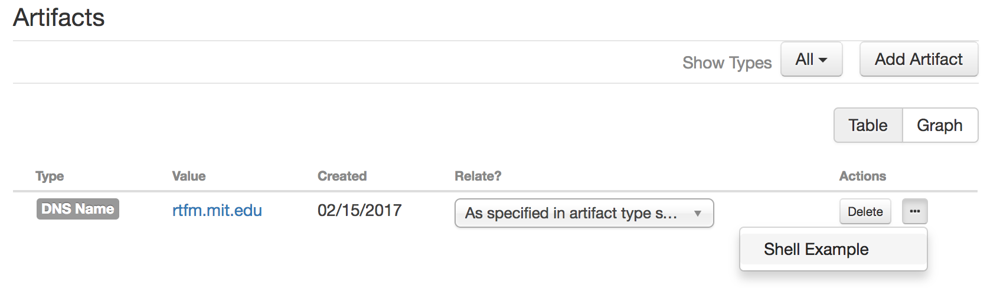 Artifacts
Show Types All Add Artifact
Table Graph
Type Value Created Relate? Actions
DNS Name rtfm.mit.edu 02/15/2017 As specified in artifact type s... Delete ...
Shell Example